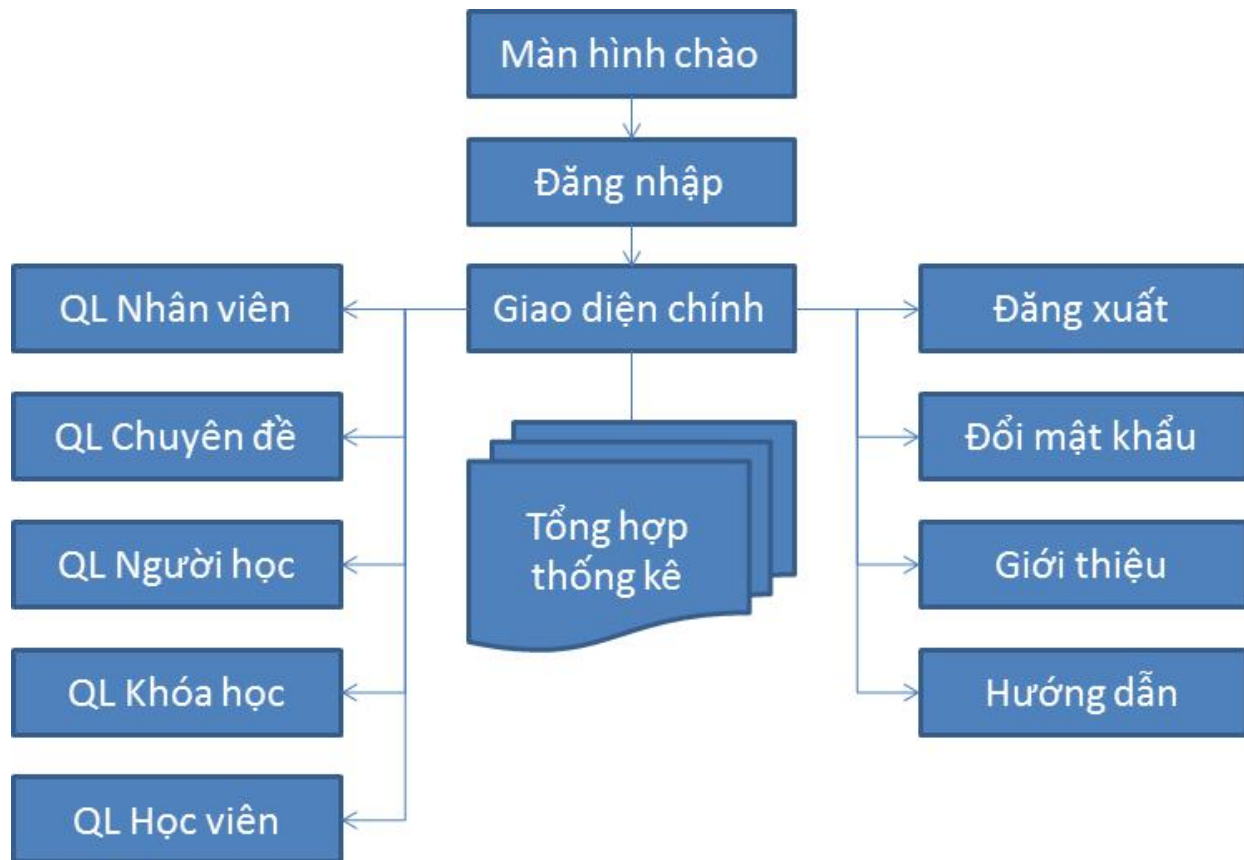 Màn hình chào
Đăng nhập
Giao diện chính
QL Nhân viên
QL Chuyên đề
QL Người học
QL Khóa học
QL Học viên
Tổng hợp
thống kê
Đăng xuất
Đổi mật khẩu
Giới thiệu
Hướng dẫn